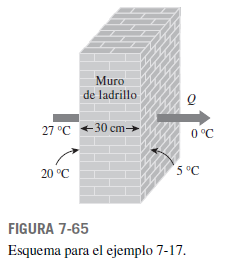 Muro
de ladrillo
Q
27 °C
30 cm
0 °C
20 °C
5 °C
FIGURA 7-65
Esquema para el ejemplo 7-17.